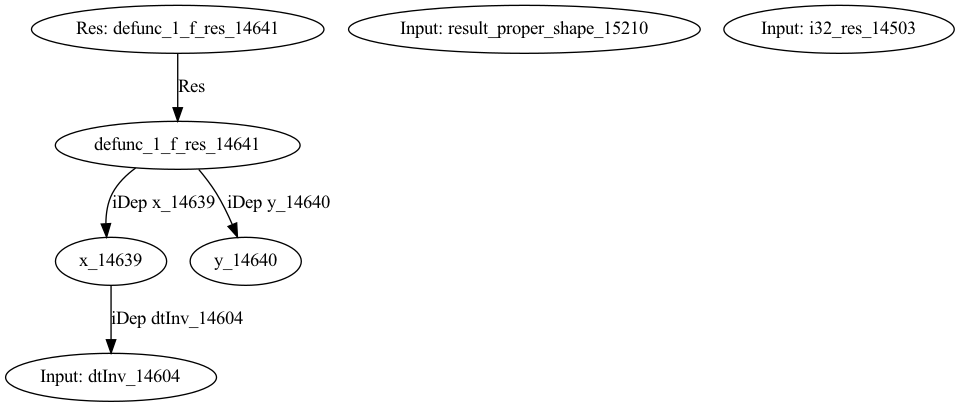 Res: defunc_1_f_res_14641
Input: result_proper_shape_15210
Input: i32_res_14503
Res
defunc_1_f_res_14641
iDep x_14639
iDep y_14640
x_14639
y_14640
iDep dtInv_14604
Input: dtInv_14604